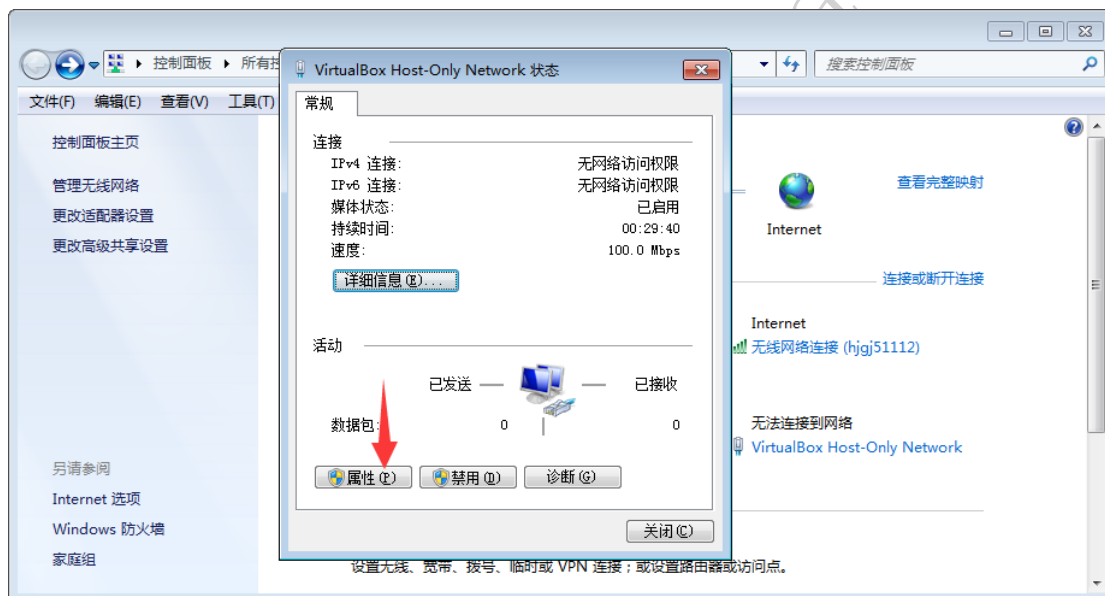 控制面板 ▸ 所有控
搜索控制面板
文件(F) 编辑(E) 查看(V) 工具(T)
控制面板主页
管理无线网络
更改适配器设置
更改高级共享设置
另请参阅
Internet 选项
Windows 防火墙
家庭组
VirtualBox Host-Only Network 状态
常规
连接
IPv4 连接: 无网络访问权限
IPv6 连接: 无网络访问权限
媒体状态: 已启用
持续时间: 00:29:40
速度: 100.0 Mbps
详细信息(E)...
活动
已发送 — — 已接收
数据包: 0 | 0
属性(P) 禁用(D) 诊断(G)
关闭(C)
查看完整映射
Internet
连接或断开连接
Internet
无线网络连接 (hjgj51112)
无法连接到网络
VirtualBox Host-Only Network
设置无线、宽带、拨号、临时或 VPN 连接；或设置路由器或访问点。